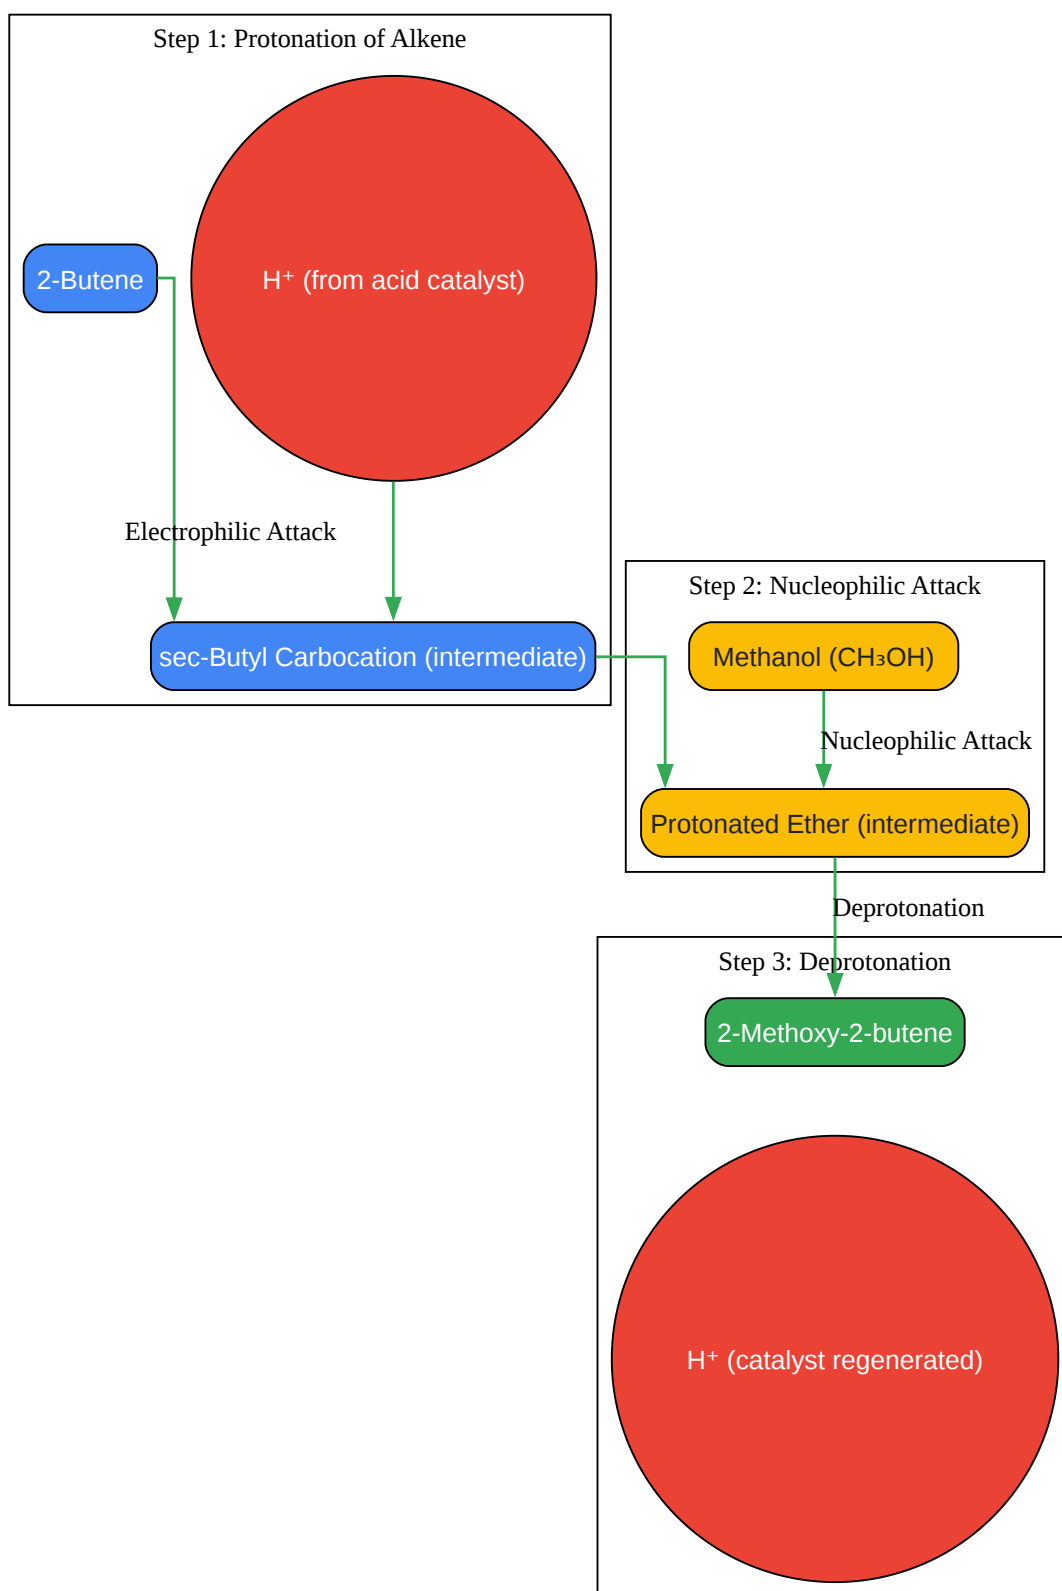 Step 1: Protonation of Alkene
2-Butene
H⁺ (from acid catalyst)
Electrophilic Attack
sec-Butyl Carbocation (intermediate)
Step 2: Nucleophilic Attack
Methanol (CH₃OH)
Nucleophilic Attack
Protonated Ether (intermediate)
Deprotonation
Step 3: Deprotonation
2-Methoxy-2-butene
H⁺ (catalyst regenerated)